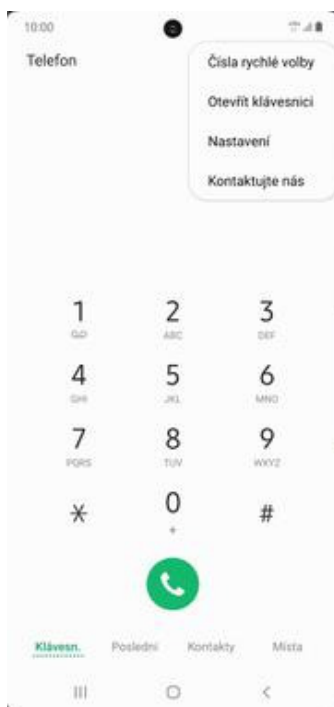 10:00
Telefon
Čísla rychlé volby
Otevřít klávesnici
Nastavení
Kontaktujte nás
1 2 3
ABC DEF
4 5 6
GHI JKL MNO
7 8 9
PQRS TUV WXYZ
* 0 #
+
Klávesn. Poslední Kontakty Místa